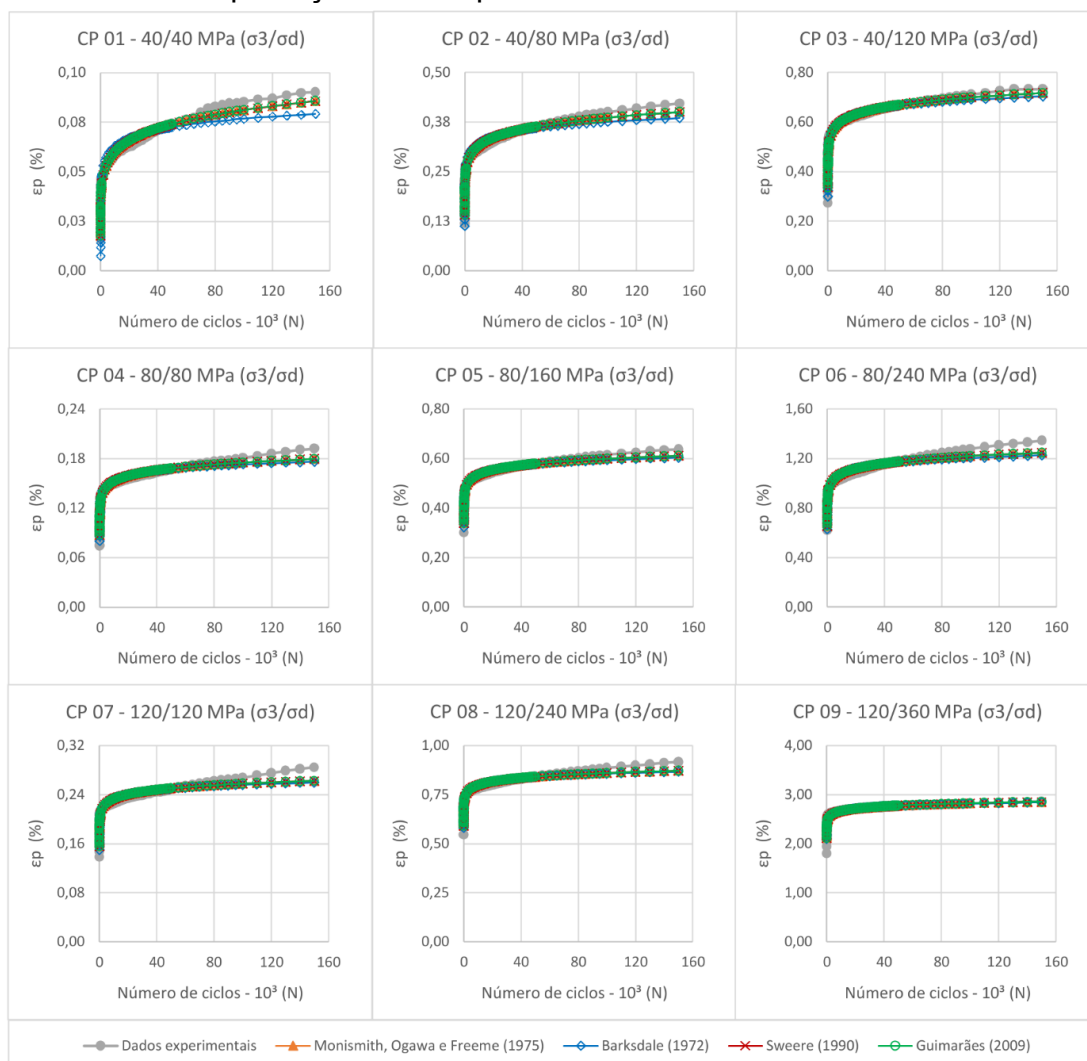 CP 01 - 40/40 MPa (σ3/σd)
0,10
0,08
0,05
0,03
0,00
εp (%)
0 40 80 120 160
Número de ciclos - 10³ (N)
CP 02 - 40/80 MPa (σ3/σd)
0,50
0,38
0,25
0,13
0,00
εp (%)
0 40 80 120 160
Número de ciclos - 10³ (N)
CP 03 - 40/120 MPa (σ3/σd)
0,80
0,60
0,40
0,20
0,00
εp (%)
0 40 80 120 160
Número de ciclos - 10³ (N)
CP 04 - 80/80 MPa (σ3/σd)
0,24
0,18
0,12
0,06
0,00
εp (%)
0 40 80 120 160
Número de ciclos - 10³ (N)
CP 05 - 80/160 MPa (σ3/σd)
0,80
0,60
0,40
0,20
0,00
εp (%)
0 40 80 120 160
Número de ciclos - 10³ (N)
CP 06 - 80/240 MPa (σ3/σd)
1,60
1,20
0,80
0,40
0,00
εp (%)
0 40 80 120 160
Número de ciclos - 10³ (N)
CP 07 - 120/120 MPa (σ3/σd)
0,32
0,24
0,16
0,08
0,00
εp (%)
0 40 80 120 160
Número de ciclos - 10³ (N)
CP 08 - 120/240 MPa (σ3/σd)
1,00
0,75
0,50
0,25
0,00
εp (%)
0 40 80 120 160
Número de ciclos - 10³ (N)
CP 09 - 120/360 MPa (σ3/σd)
4,00
3,00
2,00
1,00
0,00
εp (%)
0 40 80 120 160
Número de ciclos - 10³ (N)
Dados experimentais Monismith, Ogawa e Freeme (1975) Barksdale (1972) Sweere (1990) Guimarães (2009)